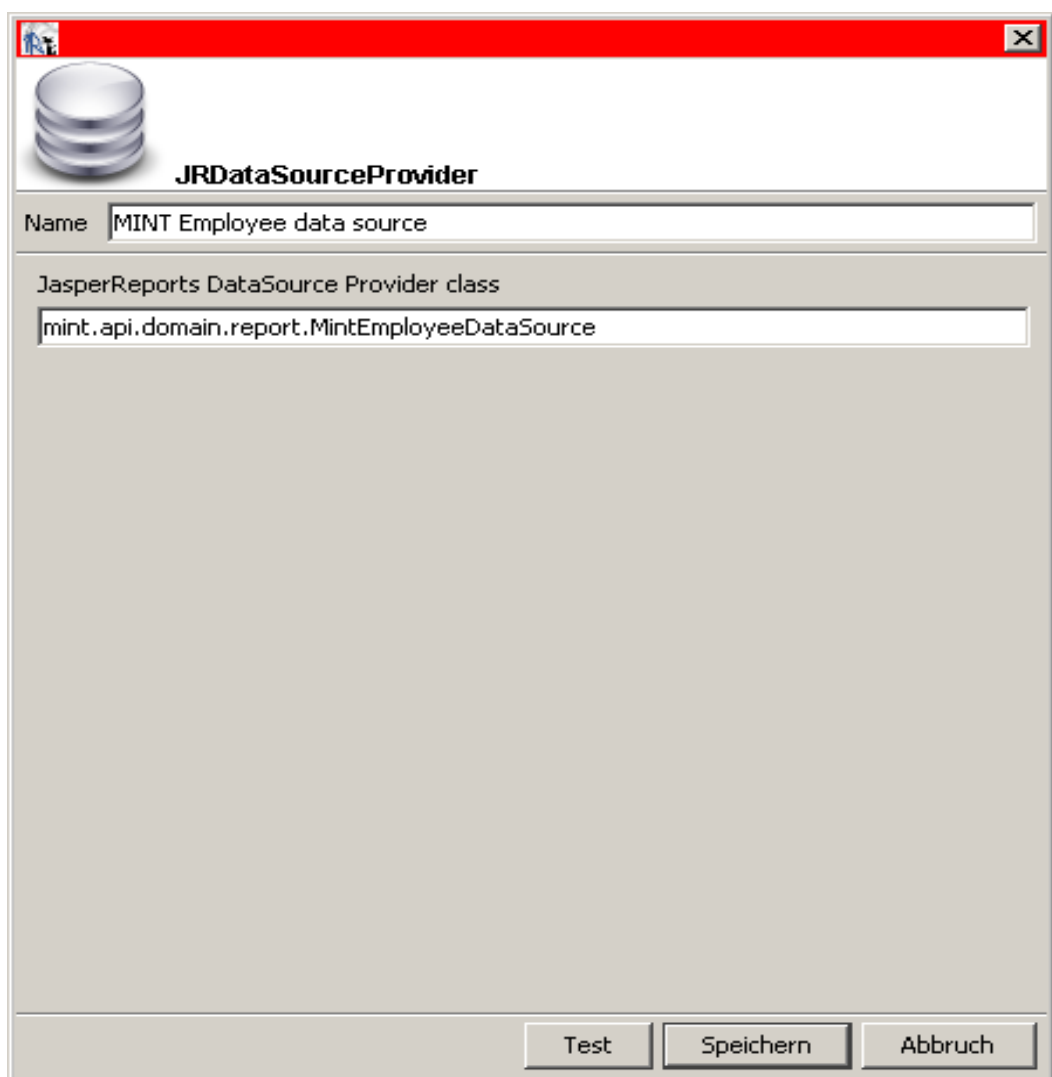 JRDataSourceProvider
Name MINT Employee data source
JasperReports DataSource Provider class
mint.api.domain.report.MintEmployeeDataSource
Test Speichern Abbruch